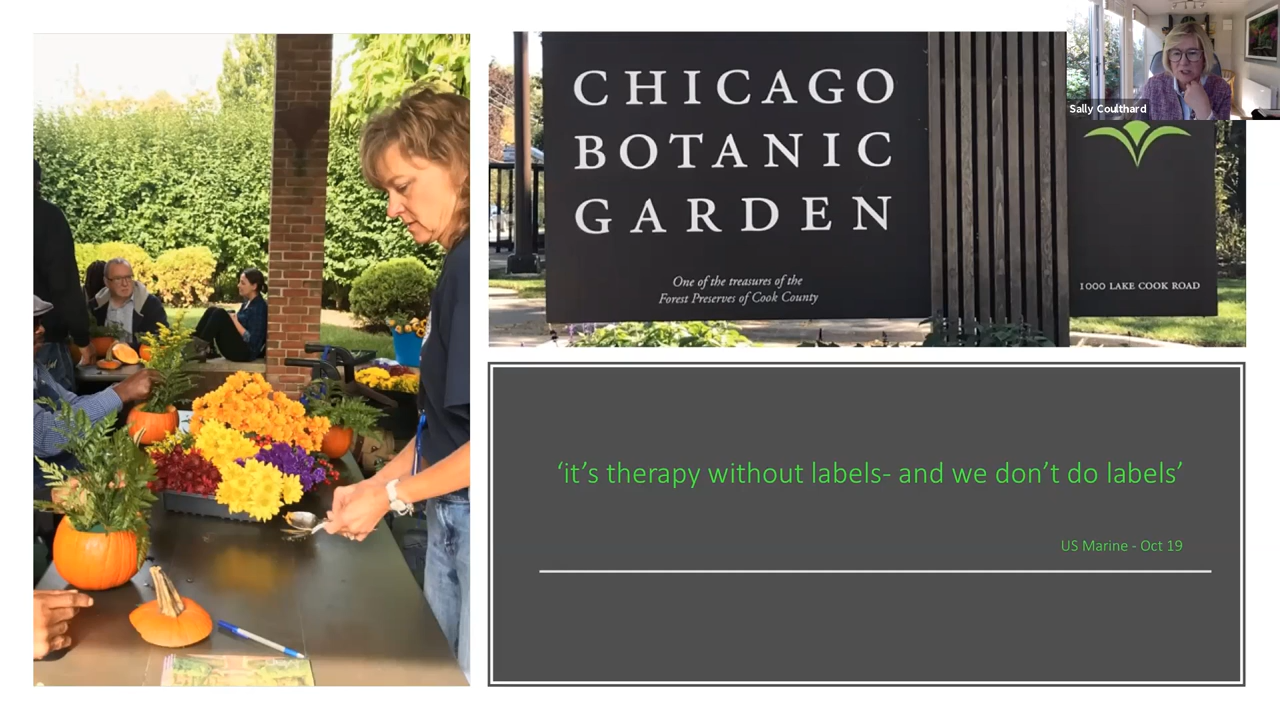 CHICAGO
BOTANIC
GARDEN
One of the treasures of the
Forest Preserves of Cook County
1000 LAKE COOK ROAD
Sally Coulthard
‘it’s therapy without labels- and we don’t do labels’
US Marine - Oct 19